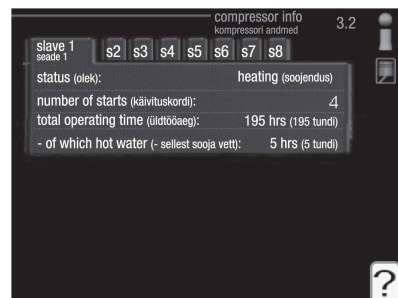 compressor info
kompressori andmed
3.2
slave 1
seade 1
s2 s3 s4 s5 s6 s7 s8
status (olek): heating (soojendus)
number of starts (käivituskordi): 4
total operating time (üldtööaeg): 195 hrs (195 tundi)
- of which hot water (- sellest sooja vett): 5 hrs (5 tundi)
?